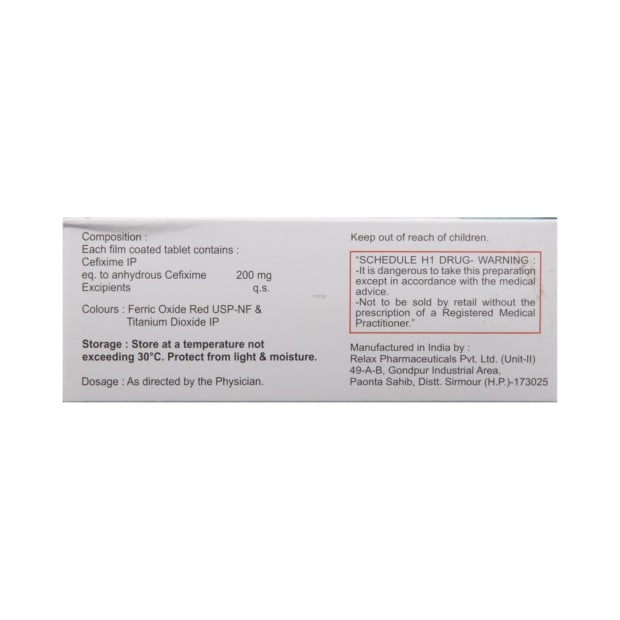 Composition :
Each film coated tablet contains :
Cefixime IP
eq. to anhydrous Cefixime 200 mg
Excipients q.s.
Colours : Ferric Oxide Red USP-NF &
Titanium Dioxide IP
Storage : Store at a temperature not
exceeding 30°C. Protect from light & moisture.
Dosage : As directed by the Physician.
Keep out of reach of children.
"SCHEDULE H1 DRUG- WARNING :
-It is dangerous to take this preparation
except in accordance with the medical
advice.
-Not to be sold by retail without the
prescription of a Registered Medical
Practitioner."
Manufactured in India by :
Relax Pharmaceuticals Pvt. Ltd. (Unit-II)
49-A-B, Gondpur Industrial Area,
Paonta Sahib, Distt. Sirmour (H.P.)-173025